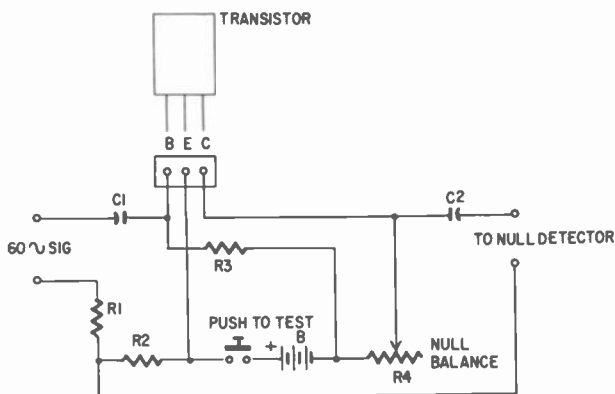 TRANSISTOR
B E C
C1
C2
60 ∿ SIG
TO NULL DETECTOR
R3
R1
PUSH TO TEST
R2
+
B
NULL
BALANCE
R4